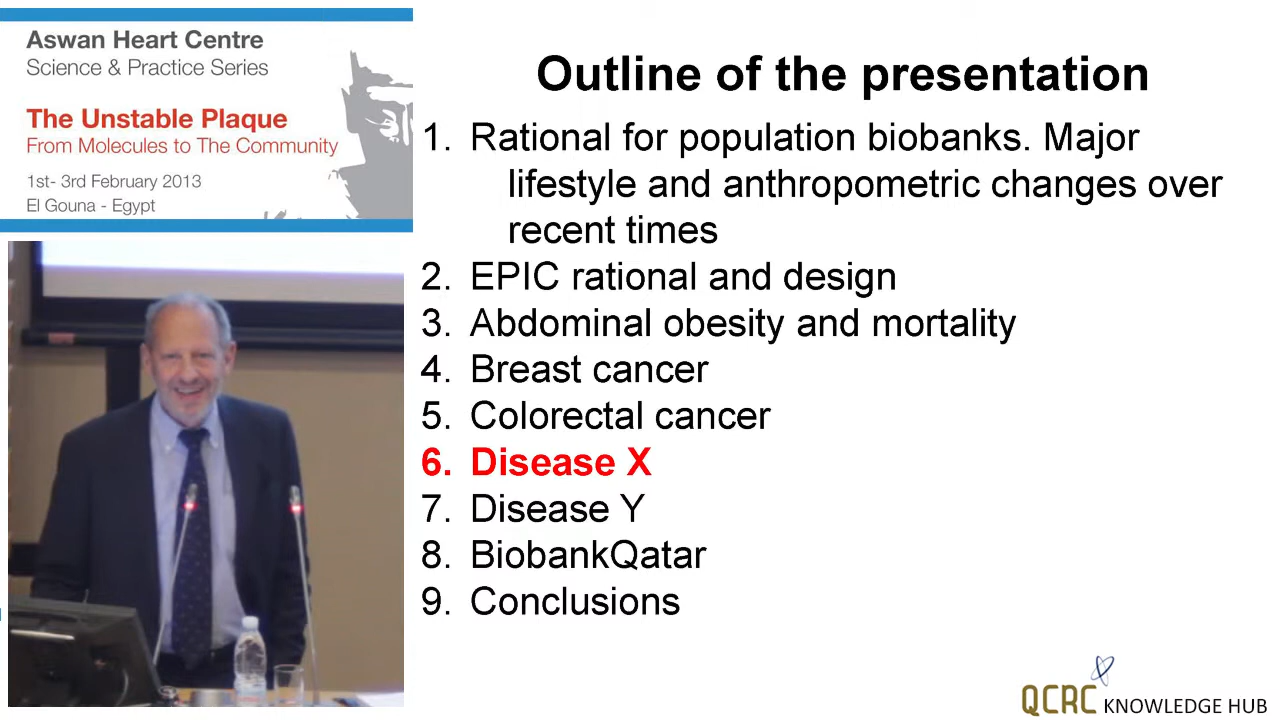 Aswan Heart Centre
Science & Practice Series
The Unstable Plaque
From Molecules to The Community
1st- 3rd February 2013
El Gouna - Egypt
Outline of the presentation
1. Rational for population biobanks. Major
lifestyle and anthropometric changes over
recent times
2. EPIC rational and design
3. Abdominal obesity and mortality
4. Breast cancer
5. Colorectal cancer
6. Disease X
7. Disease Y
8. BiobankQatar
9. Conclusions
QCRC KNOWLEDGE HUB